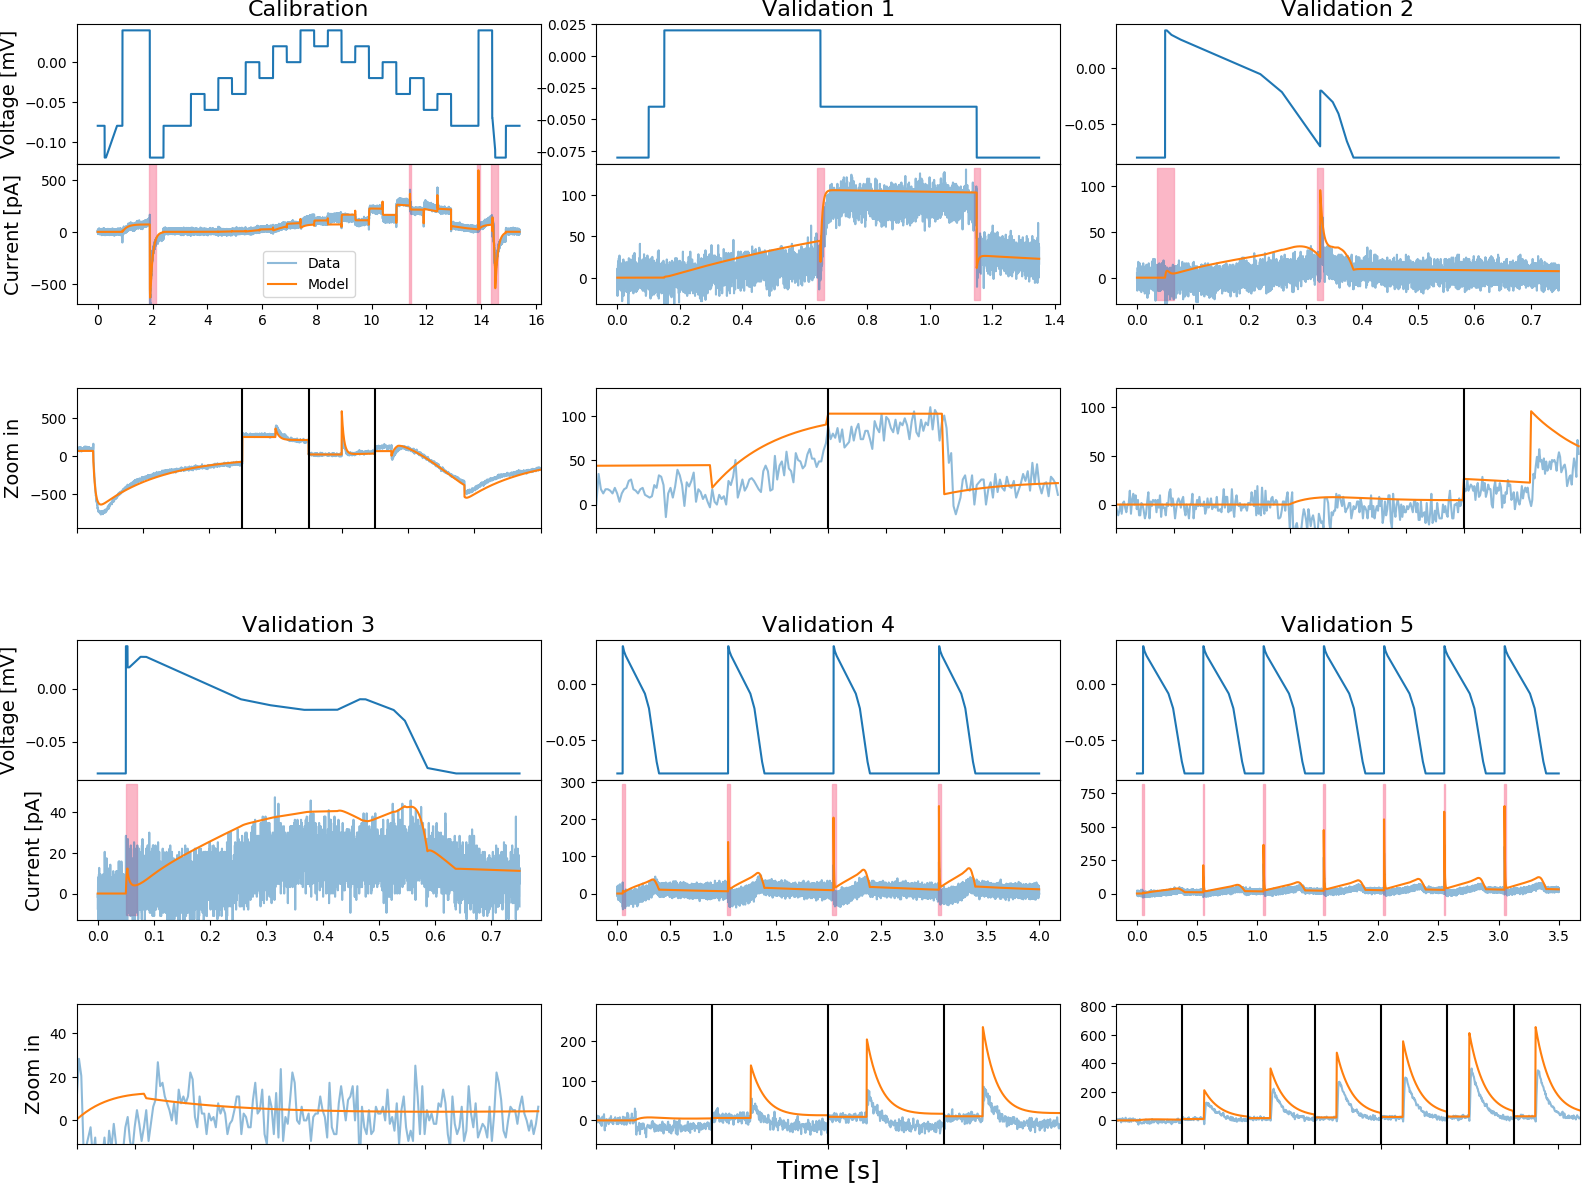 Calibration
Validation 1
Validation 2
Voltage [mV]
0.00
−0.05
−0.10
0.025
0.000
−0.025
−0.050
−0.075
0.00
−0.05
Current [pA]
500
0
−500
Data
Model
100
50
0
100
50
0
0 2 4 6 8 10 12 14 16
0.0 0.2 0.4 0.6 0.8 1.0 1.2 1.4
0.0 0.1 0.2 0.3 0.4 0.5 0.6 0.7
Zoom in
500
0
−500
100
50
0
100
50
0
Validation 3
Validation 4
Validation 5
Voltage [mV]
0.00
−0.05
0.00
−0.05
0.00
−0.05
Current [pA]
40
20
0
300
200
100
0
750
500
250
0
0.0 0.1 0.2 0.3 0.4 0.5 0.6 0.7
0.0 0.5 1.0 1.5 2.0 2.5 3.0 3.5 4.0
0.0 0.5 1.0 1.5 2.0 2.5 3.0 3.5
Zoom in
40
20
0
200
100
0
800
600
400
200
0
Time [s]